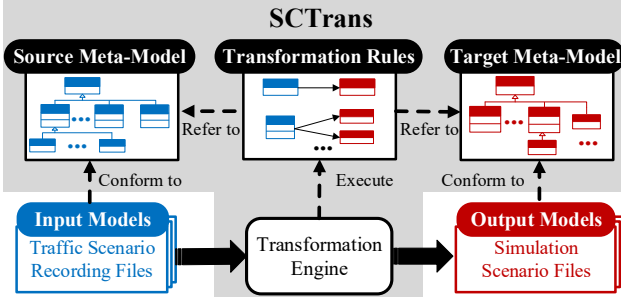 SCTrans
Source Meta-Model
Transformation Rules
Target Meta-Model
Refer to
Refer to
Conform to
Execute
Conform to
Input Models
Traffic Scenario
Recording Files
Transformation
Engine
Output Models
Simulation
Scenario Files